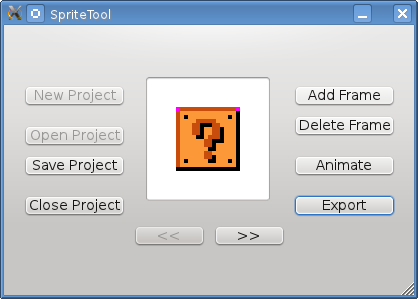 SpriteTool
New Project
Open Project
Save Project
Close Project
?
<<
>>
Add Frame
Delete Frame
Animate
Export